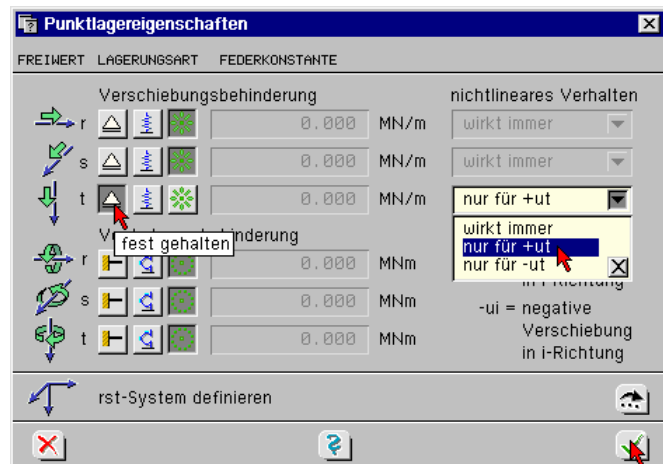 Punktlagereigenschaften
FREIWERT LAGERUNGSART FEDERKONSTANTE
Verschiebungsbehinderung nichtlineares Verhalten
r 0.000 MN/m wirkt immer
s 0.000 MN/m wirkt immer
t 0.000 MN/m nur für +ut
wirkt immer
nur für +ut
nur für -ut
fest gehalten
inderung
r 0.000 MNm
in i-Richtung
s 0.000 MNm
-ui = negative
Verschiebung
t 0.000 MNm
in i-Richtung
rst-System definieren